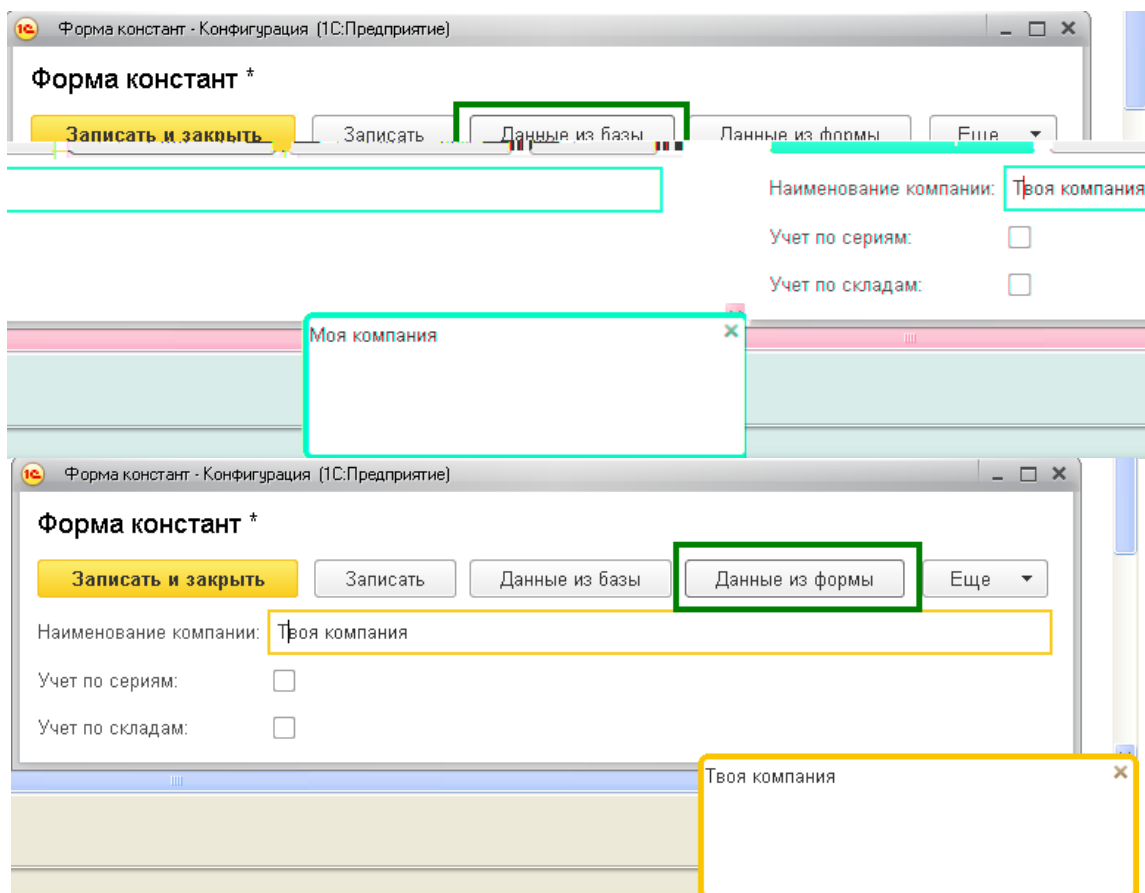 Форма констант - Конфигурация (1С:Предприятие)
Форма констант *
Записать и закрыть Записать Данные из базы Данные из формы Еще
Наименование компании: Твоя компания
Учет по сериям:
Учет по складам:
Моя компания
Форма констант - Конфигурация (1С:Предприятие)
Форма констант *
Записать и закрыть Записать Данные из базы Данные из формы Еще
Наименование компании: Твоя компания
Учет по сериям:
Учет по складам:
Твоя компания